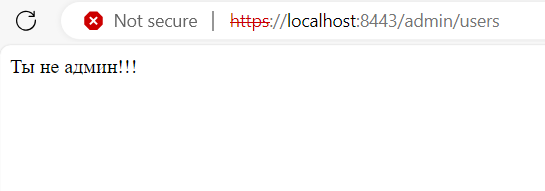 Not secure | https://localhost:8443/admin/users
Ты не админ!!!